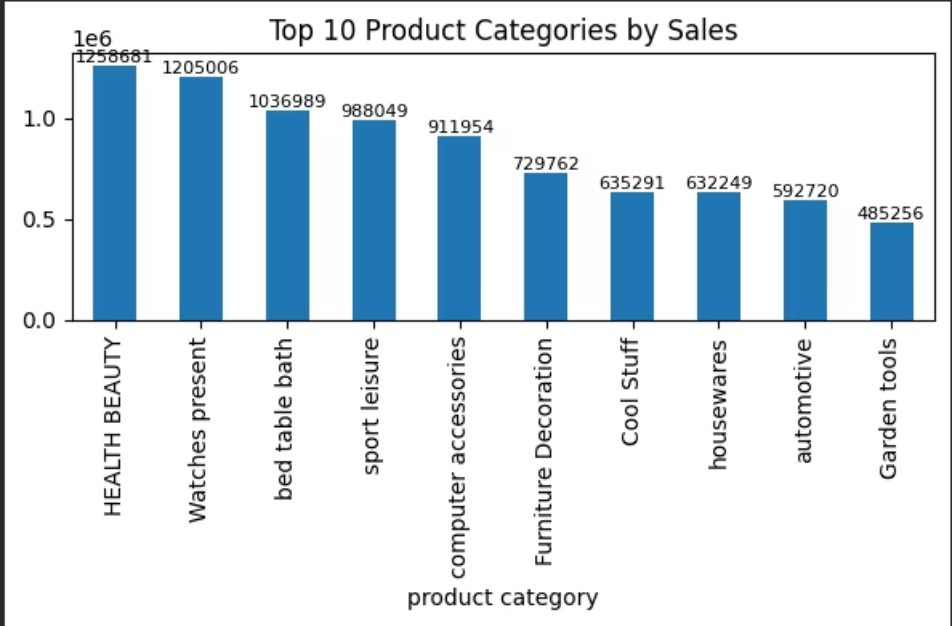 Top 10 Product Categories by Sales
1e6
1258681
1205006
1036989
988049
911954
729762
635291
632249
592720
485256
1.0
0.5
0.0
HEALTH BEAUTY
Watches present
bed table bath
sport leisure
computer accessories
Furniture Decoration
Cool Stuff
housewares
automotive
Garden tools
product category